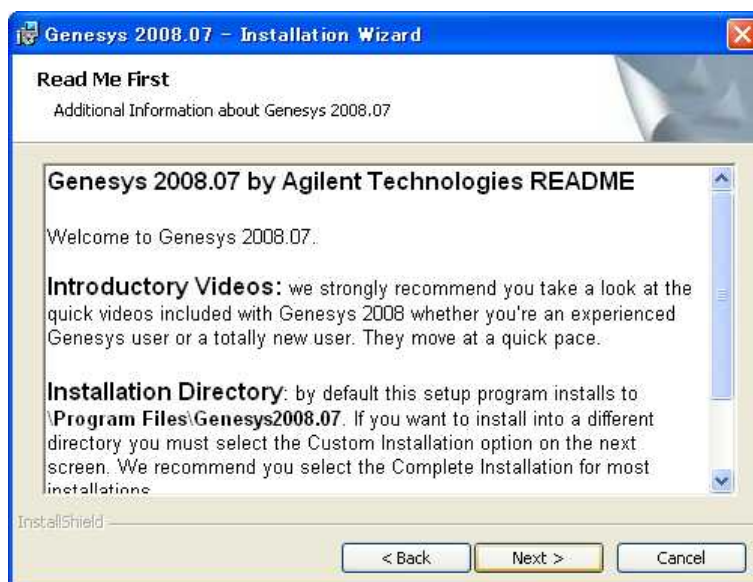 Genesys 2008.07 - Installation Wizard
Read Me First
Additional Information about Genesys 2008.07
Genesys 2008.07 by Agilent Technologies README
Welcome to Genesys 2008.07.
Introductory Videos: we strongly recommend you take a look at the
quick videos included with Genesys 2008 whether you're an experienced
Genesys user or a totally new user. They move at a quick pace.
Installation Directory: by default this setup program installs to
\Program Files\Genesys2008.07. If you want to install into a different
directory you must select the Custom Installation option on the next
screen. We recommend you select the Complete Installation for most
installations
InstallShield
< Back
Next >
Cancel